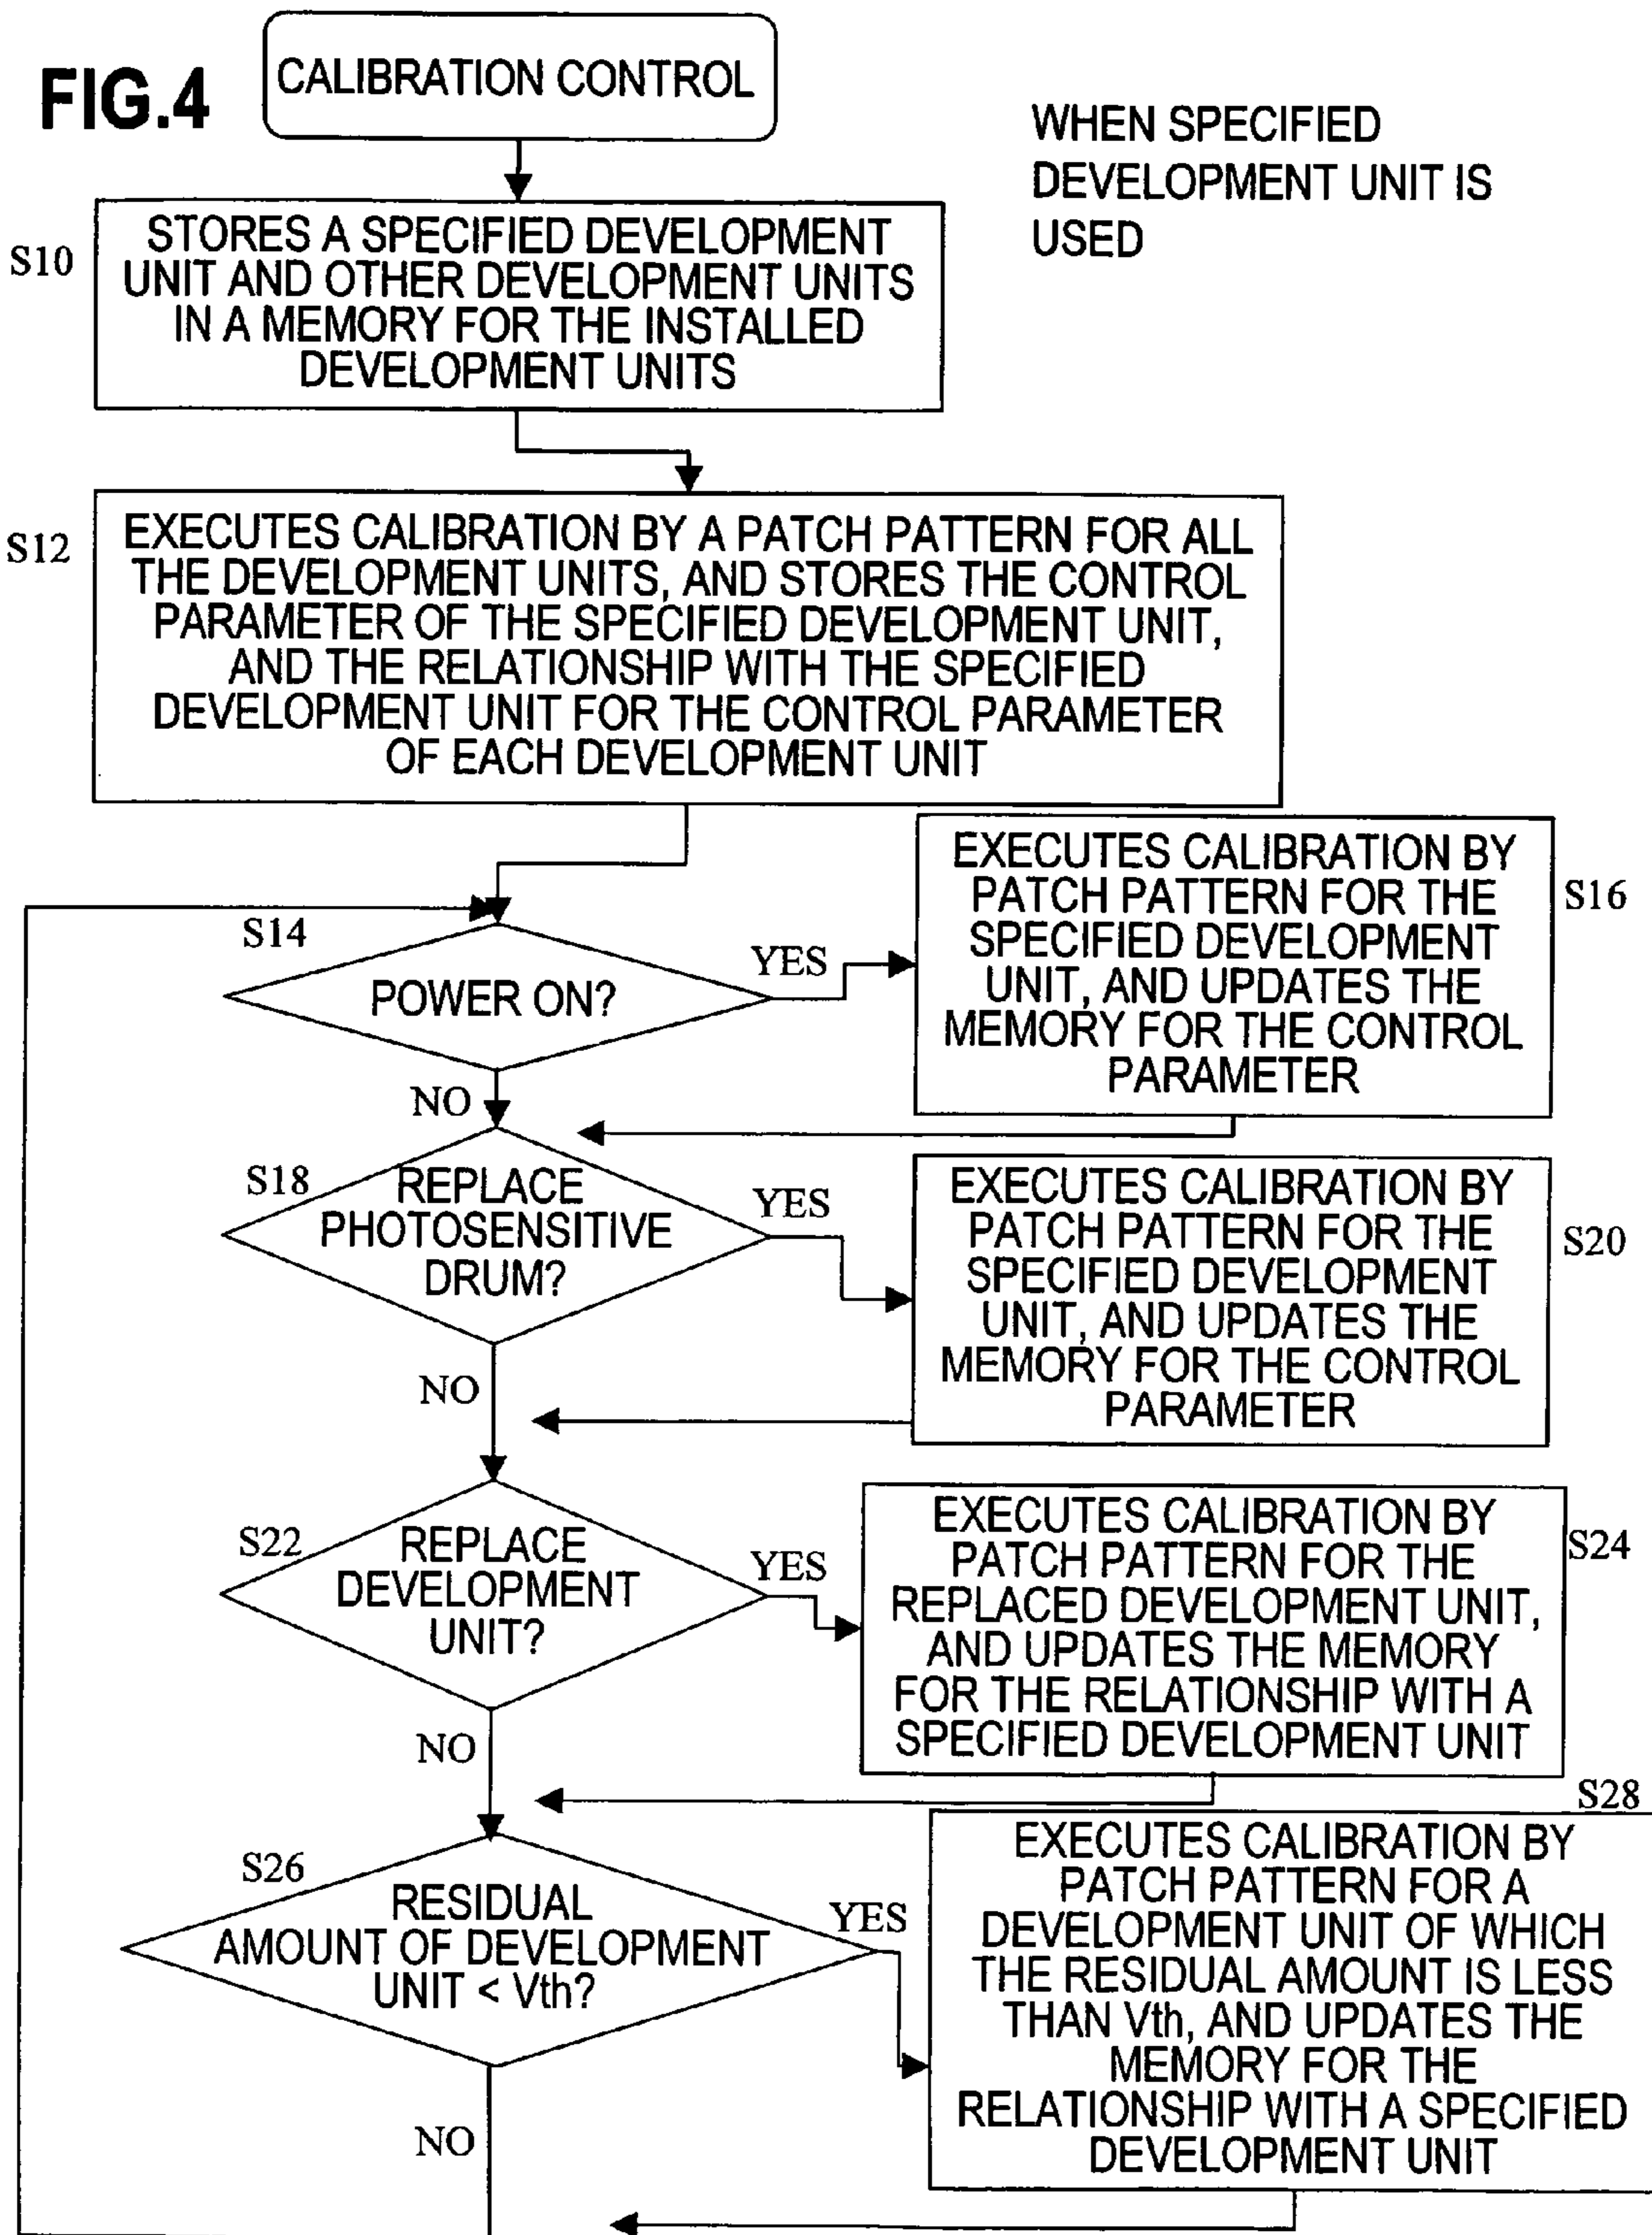 FIG.4
CALIBRATION CONTROL
WHEN SPECIFIED
DEVELOPMENT UNIT IS
USED
S10
STORES A SPECIFIED DEVELOPMENT
UNIT AND OTHER DEVELOPMENT UNITS
IN A MEMORY FOR THE INSTALLED
DEVELOPMENT UNITS
S12
EXECUTES CALIBRATION BY A PATCH PATTERN FOR ALL
THE DEVELOPMENT UNITS, AND STORES THE CONTROL
PARAMETER OF THE SPECIFIED DEVELOPMENT UNIT,
AND THE RELATIONSHIP WITH THE SPECIFIED
DEVELOPMENT UNIT FOR THE CONTROL PARAMETER
OF EACH DEVELOPMENT UNIT
S14
POWER ON?
YES
NO
EXECUTES CALIBRATION BY
PATCH PATTERN FOR THE
SPECIFIED DEVELOPMENT
UNIT, AND UPDATES THE
MEMORY FOR THE CONTROL
PARAMETER
S16
S18
REPLACE
PHOTOSENSITIVE
DRUM?
YES
NO
EXECUTES CALIBRATION BY
PATCH PATTERN FOR THE
SPECIFIED DEVELOPMENT
UNIT, AND UPDATES THE
MEMORY FOR THE CONTROL
PARAMETER
S20
S22
REPLACE
DEVELOPMENT
UNIT?
YES
NO
EXECUTES CALIBRATION BY
PATCH PATTERN FOR THE
REPLACED DEVELOPMENT UNIT,
AND UPDATES THE MEMORY
FOR THE RELATIONSHIP WITH A
SPECIFIED DEVELOPMENT UNIT
S24
S26
RESIDUAL
AMOUNT OF DEVELOPMENT
UNIT < Vth?
YES
NO
S28
EXECUTES CALIBRATION BY
PATCH PATTERN FOR A
DEVELOPMENT UNIT OF WHICH
THE RESIDUAL AMOUNT IS LESS
THAN Vth, AND UPDATES THE
MEMORY FOR THE
RELATIONSHIP WITH A SPECIFIED
DEVELOPMENT UNIT